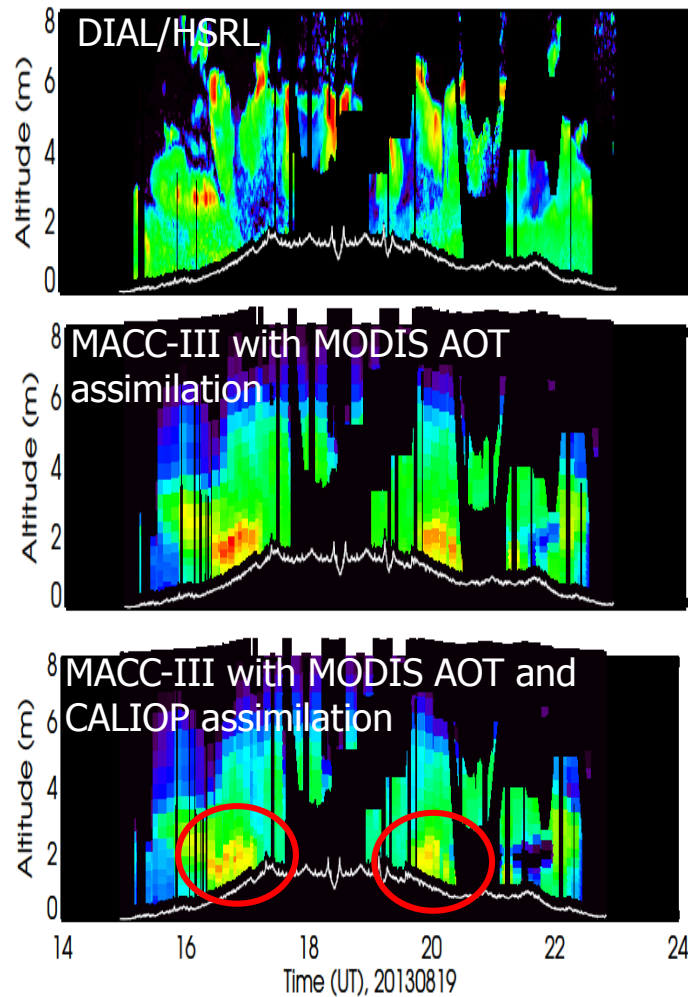 8
DIAL/HSRL
6
4
2
0
Altitude (m)
8
MACC-III with MODIS AOT
assimilation
6
4
2
0
Altitude (m)
8
MACC-III with MODIS AOT and
CALIOP assimilation
6
4
2
0
Altitude (m)
14 16 18 20 22 24
Time (UT), 20130819